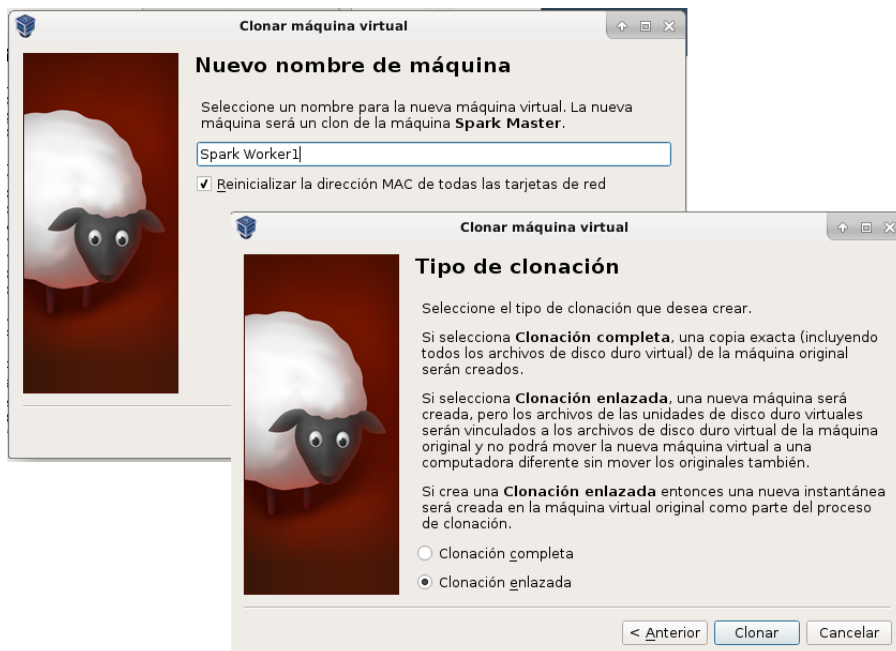 Clonar máquina virtual
Nuevo nombre de máquina
Seleccione un nombre para la nueva máquina virtual. La nueva
máquina será un clon de la máquina Spark Master.
Spark Worker1
Reinicializar la dirección MAC de todas las tarjetas de red
Clonar máquina virtual
Tipo de clonación
Seleccione el tipo de clonación que desea crear.
Si selecciona Clonación completa, una copia exacta (incluyendo
todos los archivos de disco duro virtual) de la máquina original
serán creados.
Si selecciona Clonación enlazada, una nueva máquina será
creada, pero los archivos de las unidades de disco duro virtuales
serán vinculados a los archivos de disco duro virtual de la máquina
original y no podrá mover la nueva máquina virtual a una
computadora diferente sin mover los originales también.
Si crea una Clonación enlazada entonces una nueva instantánea
será creada en la máquina virtual original como parte del proceso
de clonación.
Clonación completa
Clonación enlazada
< Anterior Clonar Cancelar